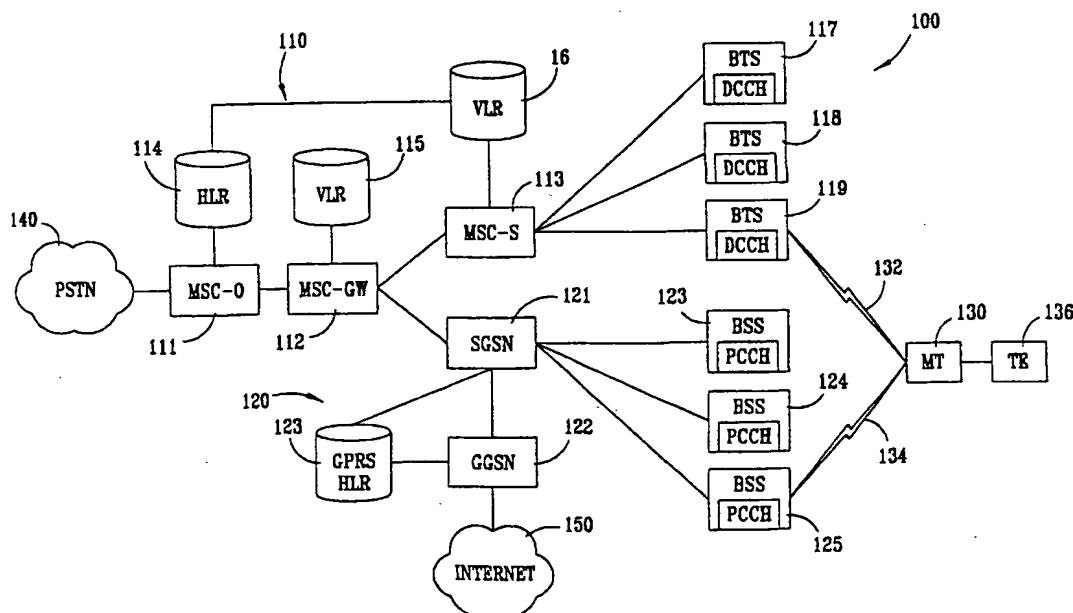 117
100
110
16
BTS
DCCH
VLR
118
114
115
BTS
DCCH
HLR
VLR
113
119
140
MSC-S
BTS
DCCH
PSTN
MSC-O
MSC-GW
132
111
112
121
123
130
136
SGSN
BSS
PCCH
MT
TE
120
124
123
122
BSS
PCCH
134
GPRS
HLR
GGSN
BSS
PCCH
150
125
INTERNET